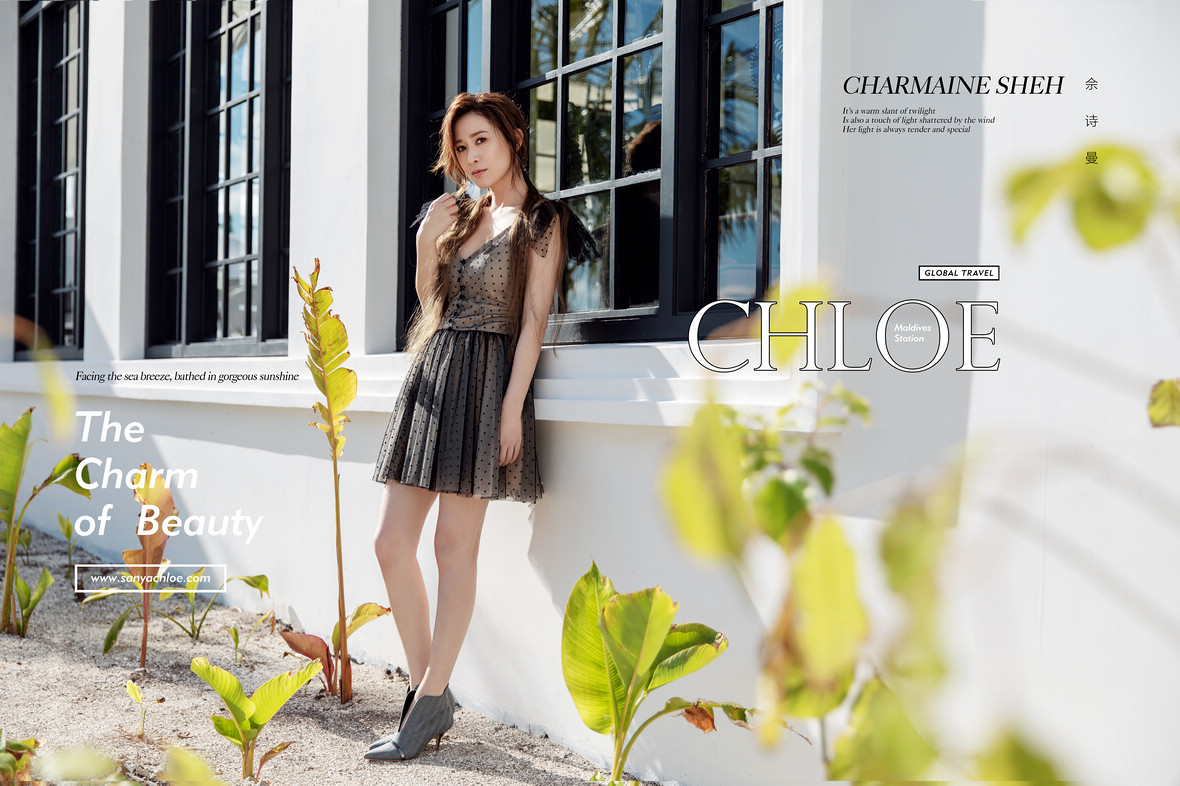 CHARMAINE SHEH
佘
诗
曼
It's a warm slant of twilight
Is also a touch of light shattered by the wind
Her light is always tender and special
GLOBAL TRAVEL
CHLOE
Maldives
Station
Facing the sea breeze, bathed in gorgeous sunshine
The
Charm
of Beauty
www.sanyachloe.com